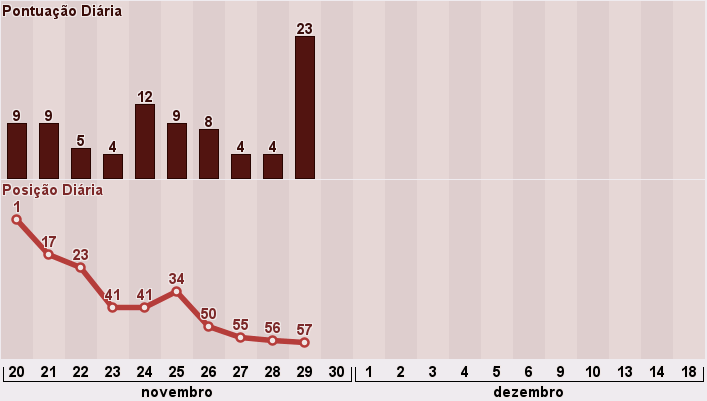 Pontuação Diária
9 9 5 4 12 9 8 4 4 23
Posição Diária
1 17 23 41 41 34 50 55 56 57
20 21 22 23 24 25 26 27 28 29 30 1 2 3 4 5 6 9 10 13 14 18
novembro dezembro